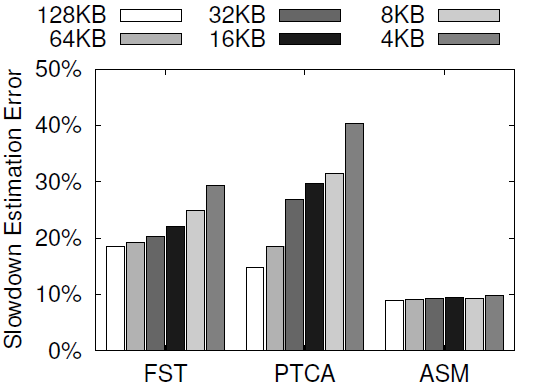 128KB 32KB 8KB
64KB 16KB 4KB
Slowdown Estimation Error
50%
40%
30%
20%
10%
0%
FST PTCA ASM